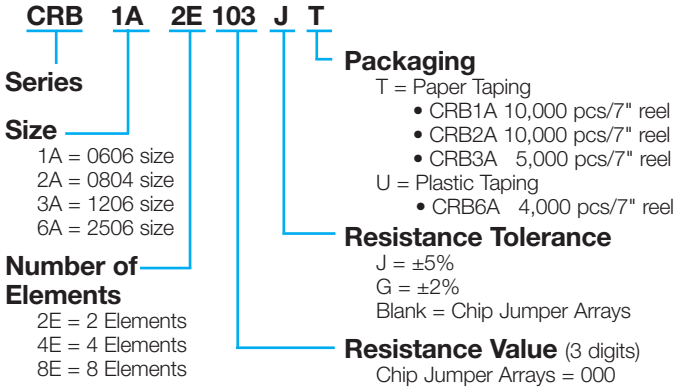 CRB 1A 2E 103 J T
Series
Size
1A = 0606 size
2A = 0804 size
3A = 1206 size
6A = 2506 size
Number of
Elements
2E = 2 Elements
4E = 4 Elements
8E = 8 Elements
Packaging
T = Paper Taping
• CRB1A 10,000 pcs/7" reel
• CRB2A 10,000 pcs/7" reel
• CRB3A 5,000 pcs/7" reel
U = Plastic Taping
• CRB6A 4,000 pcs/7" reel
Resistance Tolerance
J = ±5%
G = ±2%
Blank = Chip Jumper Arrays
Resistance Value (3 digits)
Chip Jumper Arrays = 000